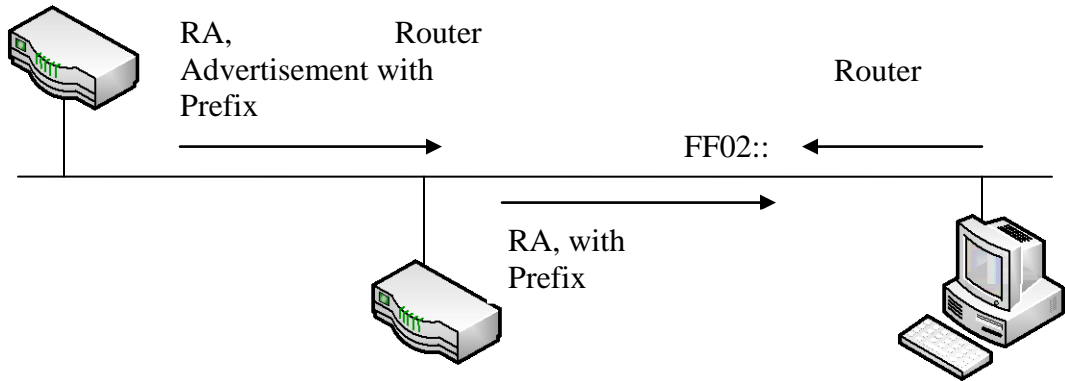 RA, Router
Advertisement with
Prefix
Router
FF02::
RA, with
Prefix